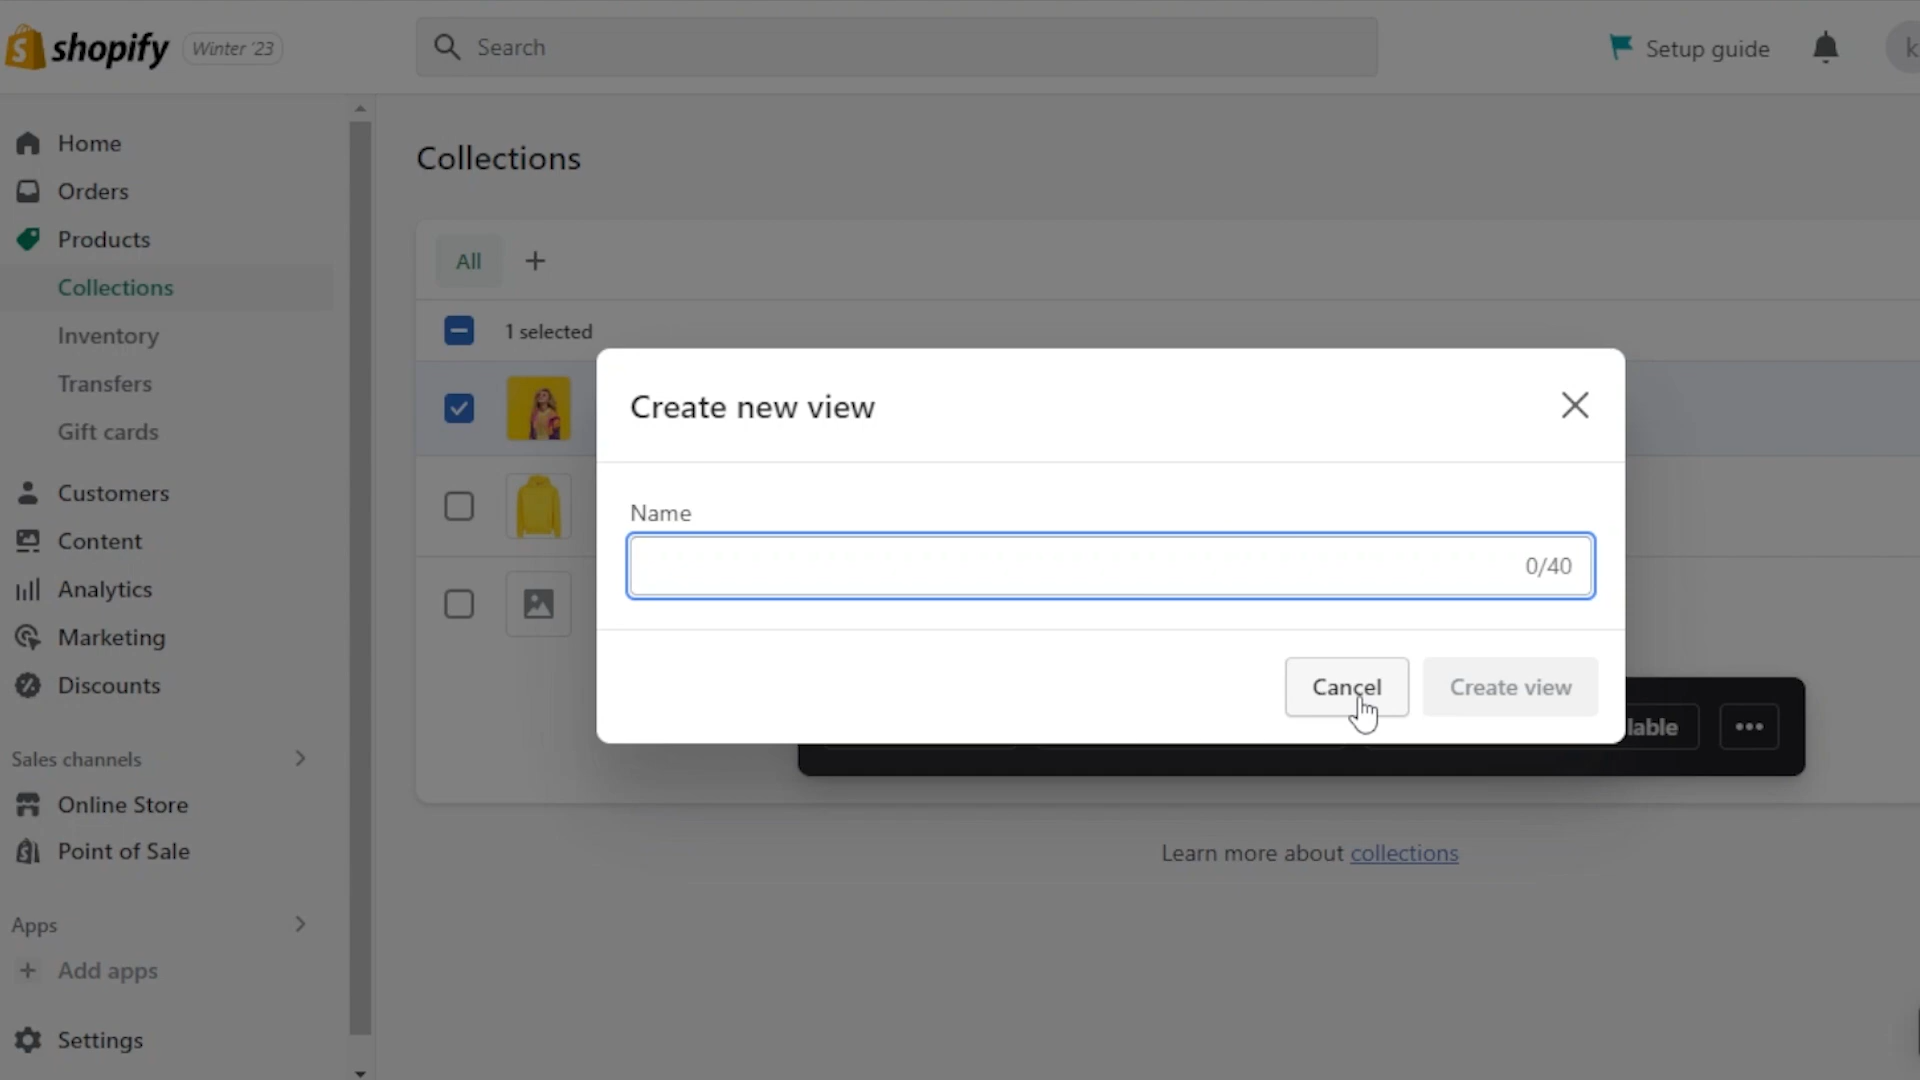 shopify
Winter '23
Search
Setup guide
k
Home
Orders
Products
Collections
Inventory
Transfers
Gift cards
Customers
Content
Analytics
Marketing
Discounts
Sales channels
Online Store
Point of Sale
Apps
Add apps
Settings
Collections
All
1 selected
Create new view
Name
0/40
Cancel
Create view
lable
Learn more about collections